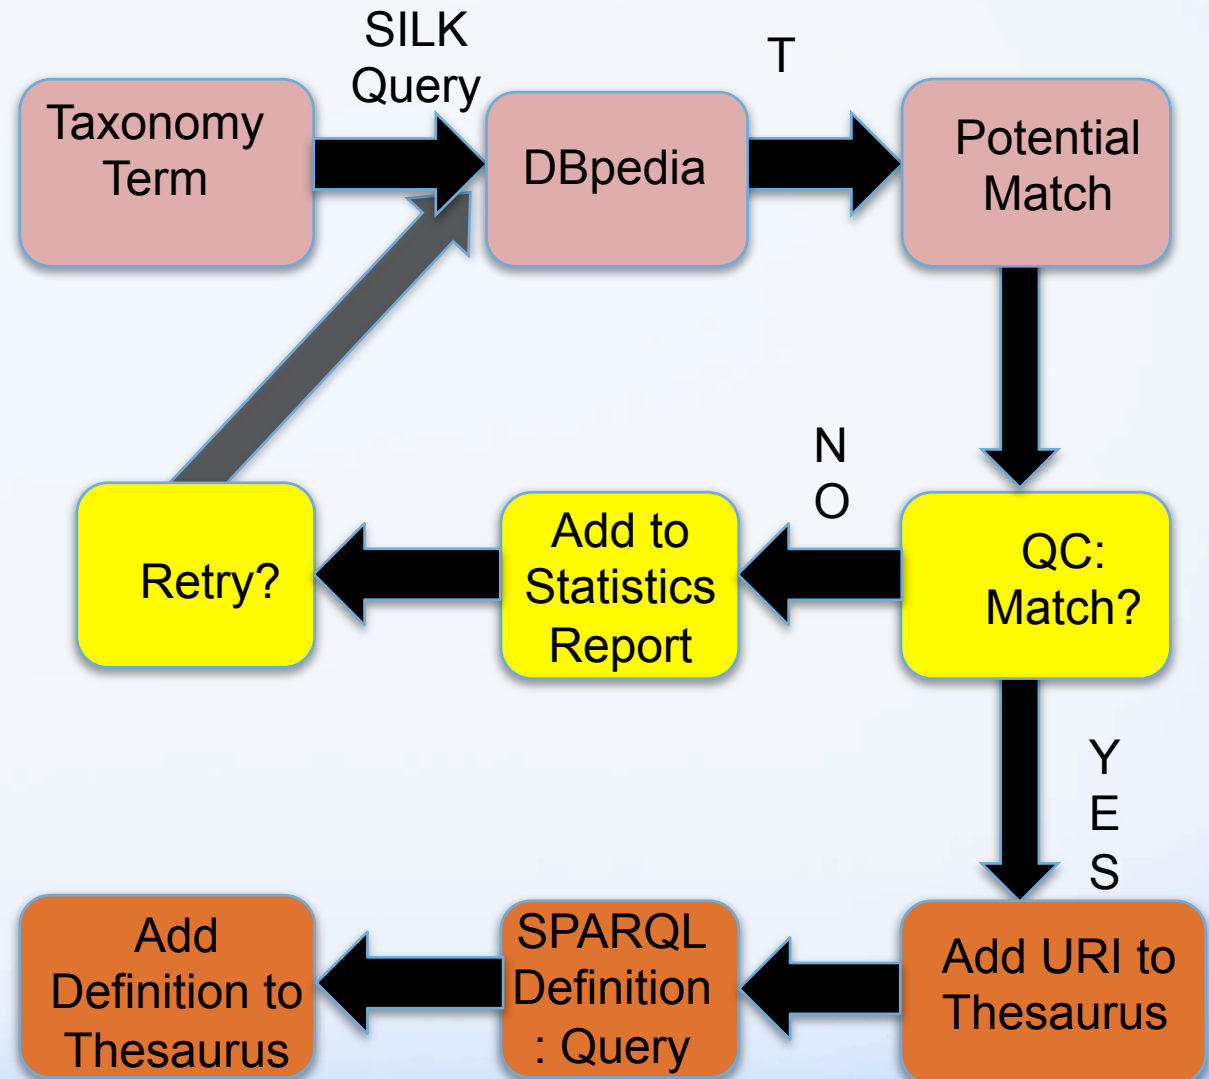 SILK
Query
T
Taxonomy
Term
DBpedia
Potential
Match
N
O
Retry?
Add to
Statistics
Report
QC:
Match?
Y
E
S
Add
Definition to
Thesaurus
SPARQL
Definition
: Query
Add URI to
Thesaurus